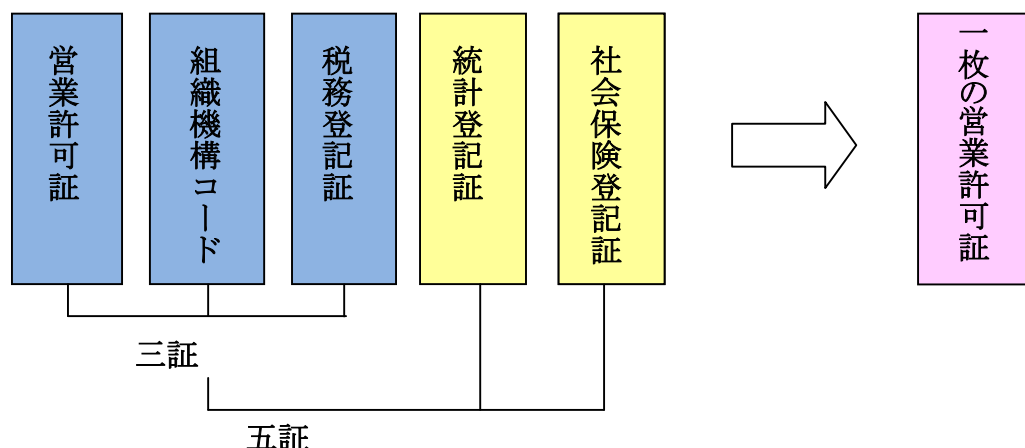 営業許可証
組織機構コード
税務登記証
統計登記証
社会保険登記証
一枚の営業許可証
三証
五証